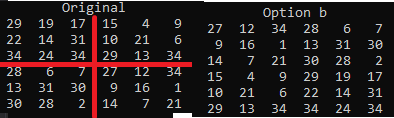 Original
29 19 17 15 4 9
22 14 31 10 21 6
34 24 34 29 13 34
28 6 7 27 12 34
13 31 30 9 16 1
30 28 2 14 7 21
Option b
27 12 34 28 6 7
9 16 1 13 31 30
14 7 21 30 28 2
15 4 9 29 19 17
10 21 6 22 14 31
29 13 34 34 24 34